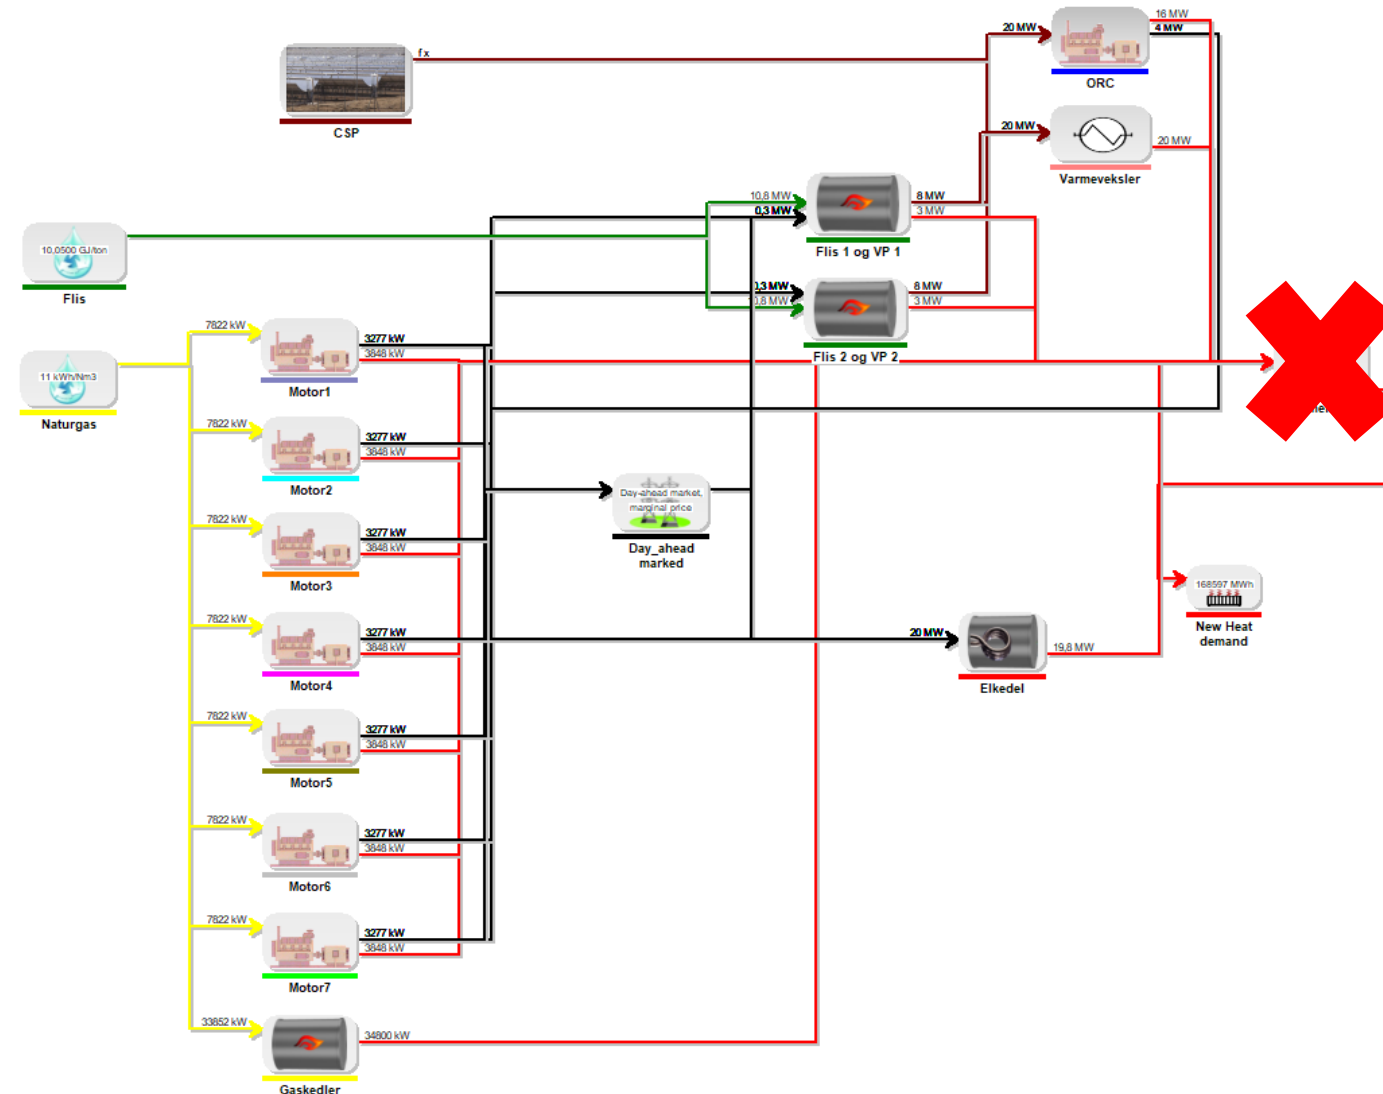 f x
CSP
20 MW
16 MW
4 MW
ORC
20 MW
20 MW
Varmeveksler
10,8 MW
0,3 MW
8 MW
3 MW
Flis 1 og VP 1
10,0500 GJ/ton
Flis
0,3 MW
0,8 MW
8 MW
3 MW
Flis 2 og VP 2
11 kWh/Nm3
Naturgas
7822 kW
3277 kW
3848 kW
Motor1
7822 kW
3277 kW
3848 kW
Motor2
7822 kW
3277 kW
3848 kW
Motor3
7822 kW
3277 kW
3848 kW
Motor4
7822 kW
3277 kW
3848 kW
Motor5
7822 kW
3277 kW
3848 kW
Motor6
7822 kW
3277 kW
3848 kW
Motor7
33852 kW
34800 kW
Gaskedler
Day-ahead market,
marginal price
Day_ahead
marked
20 MW
19,8 MW
Elkedel
168597 MWh
New Heat
demand